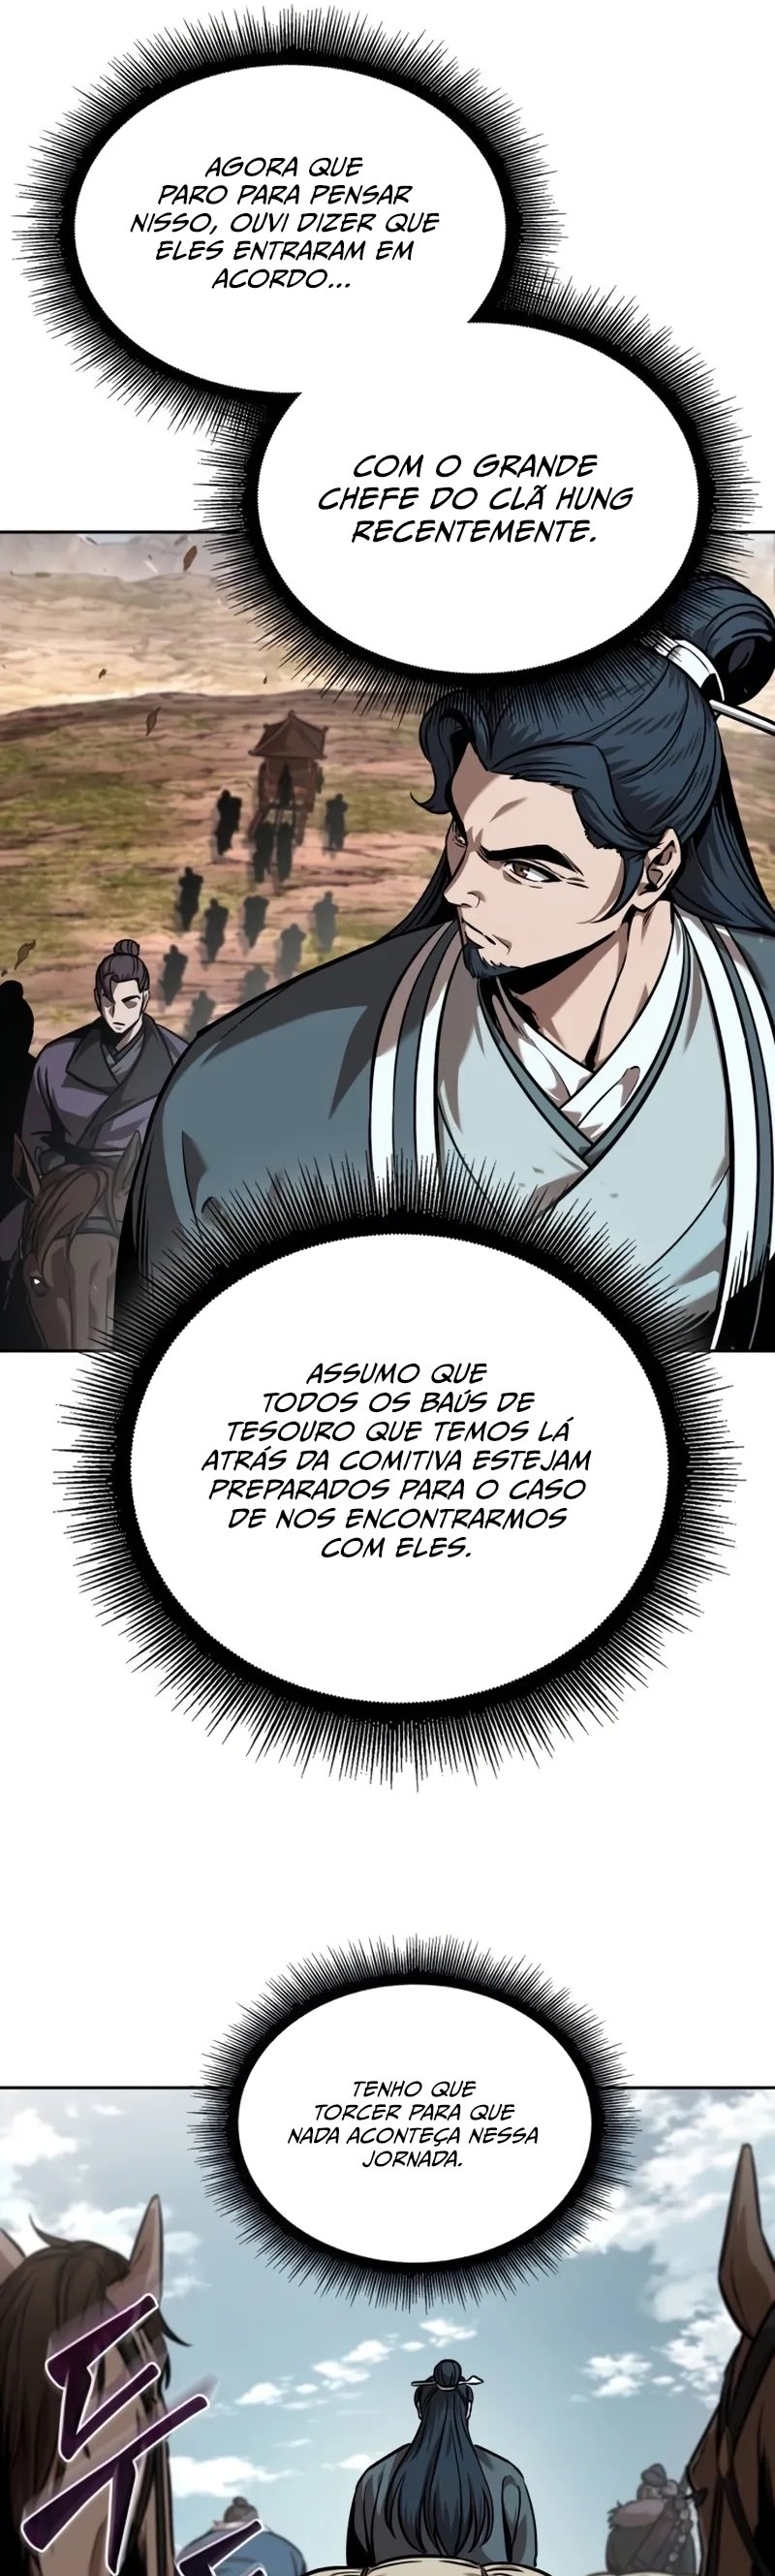 AGORA QUE
PARO PARA PENSAR
NISSO, OUVI DIZER QUE
ELES ENTRARAM EM
ACORDO...
COM O GRANDE
CHEFE DO CLÃ HUNG
RECENTEMENTE.
ASSUMO QUE
TODOS OS BAÚS DE
TESOURO QUE TEMOS LÁ
ATRÁS DA COMITIVA ESTEJAM
PREPARADOS PARA O CASO
DE NOS ENCONTRARMOS
COM ELES.
TENHO QUE
TORCER PARA QUE
NADA ACONTEÇA NESSA
JORNADA.